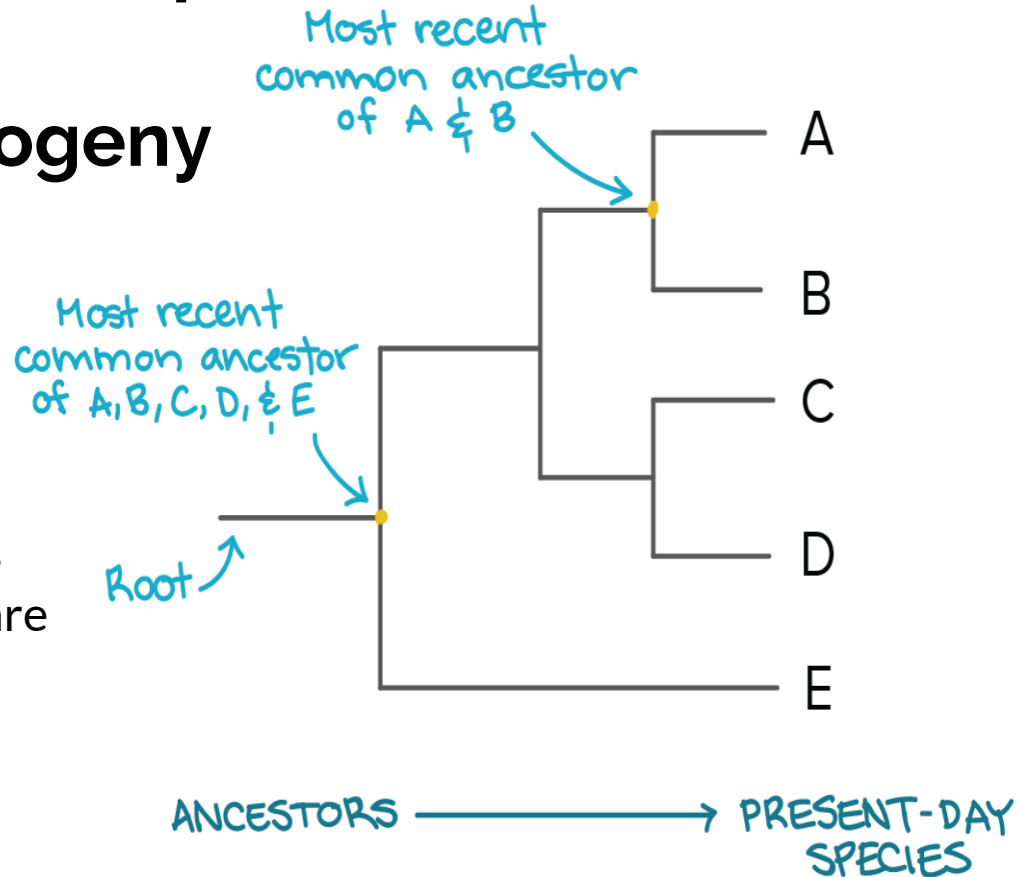 Most recent
common ancestor
of A & B
ogeny
A
B
Most recent
common ancestor
of A, B, C, D, & E
C
D
Root
re
E
ANCESTORS
PRESENT-DAY
SPECIES